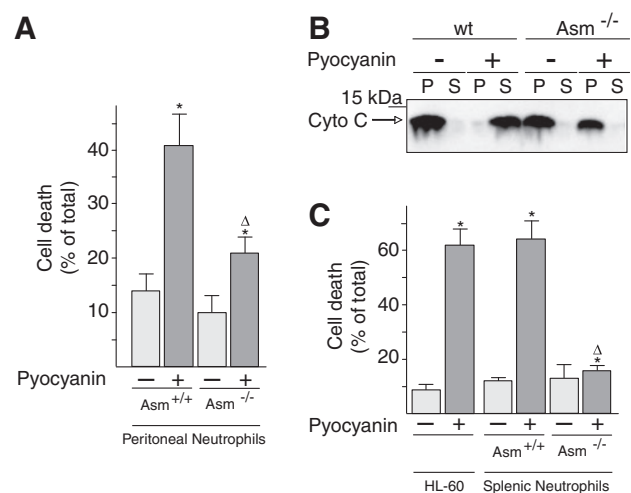 A
Cell death
(% of total)
40
30
20
10
*
Δ
*
Pyocyanin − + − +
Asm +/+ Asm -/-
Peritoneal Neutrophils
B
wt Asm -/-
Pyocyanin - + - +
P S P S P S P S
15 kDa
Cyto C
C
Cell death
(% of total)
60
40
20
* *
Δ
*
Pyocyanin − + − + − +
Asm +/+ Asm -/-
HL-60 Splenic Neutrophils